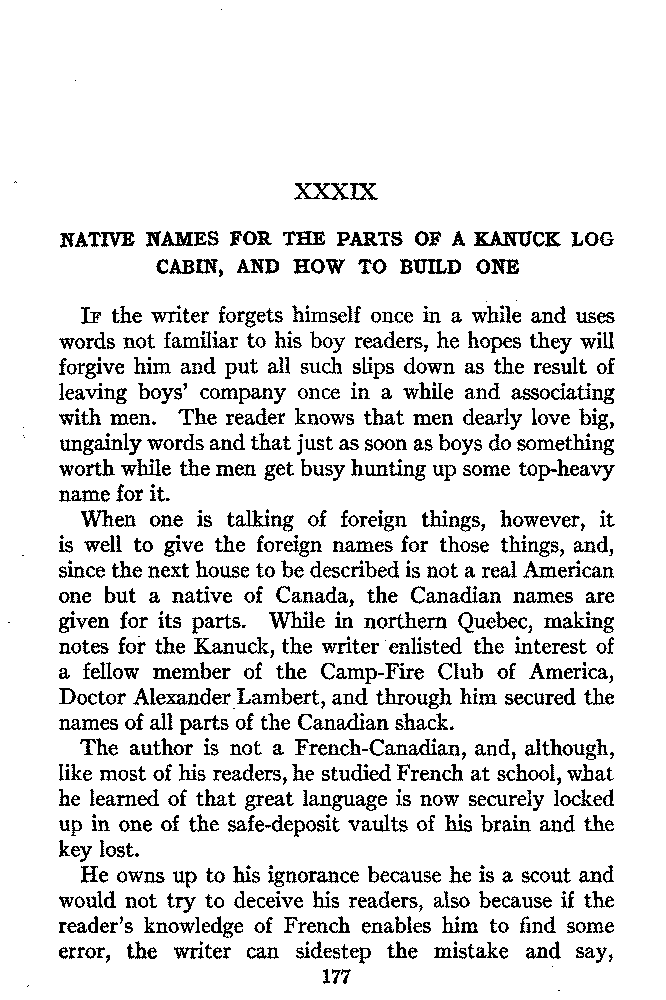 XXXIX
NATIVE NAMES FOR THE PARTS OF A KANUCK LOG
CABIN, AND HOW TO BUILD ONE
IF the writer forgets himself once in a while and uses
words not familiar to his boy readers, he hopes they will
forgive him and put all such slips down as the result of
leaving boys' company once in a while and associating
with men. The reader knows that men dearly love big,
ungainly words and that just as soon as boys do something
worth while the men get busy hunting up some top-heavy
name for it.
When one is talking of foreign things, however, it
is well to give the foreign names for those things, and,
since the next house to be described is not a real American
one but a native of Canada, the Canadian names are
given for its parts. While in northern Quebec, making
notes for the Kanuck, the writer enlisted the interest of
a fellow member of the Camp-Fire Club of America,
Doctor Alexander Lambert, and through him secured the
names of all parts of the Canadian shack.
The author is not a French-Canadian, and, although,
like most of his readers, he studied French at school, what
he learned of that great language is now securely locked
up in one of the safe-deposit vaults of his brain and the
key lost.
He owns up to his ignorance because he is a scout and
would not try to deceive his readers, also because if the
reader's knowledge of French enables him to find some
error, the writer can sidestep the mistake and say,
177